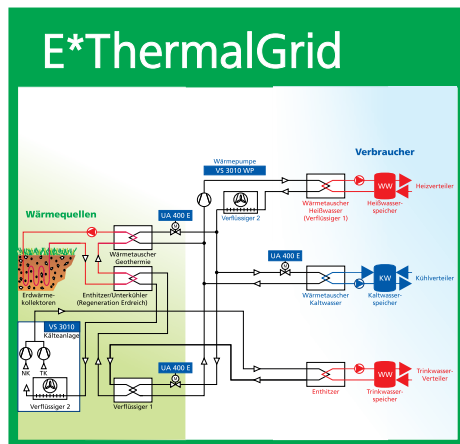 E*ThermalGrid
Verbraucher
Wärmepumpe
VS 3010 WP
WW
Heizverteiler
Verflüssiger 2
Wärmetauscher
Heißwasser
(Verflüssiger 1)
Heißwasser-
speicher
Wärmequellen
UA 400 E
M
Wärmetauscher
Geothermie
UA 400 E
M
KW
Kühlverteiler
Erdwärme-
kollektoren
Enthitzer/Unterkühler
(Regeneration Erdreich)
Wärmetauscher
Kaltwasser
Kaltwasser-
speicher
VS 3010
Kälteanlage
NK
TK
Verflüssiger 2
UA 400 E
M
Verflüssiger 1
Enthitzer
WW
Trinkwasser-
speicher
Trinkwasser-
Verteiler